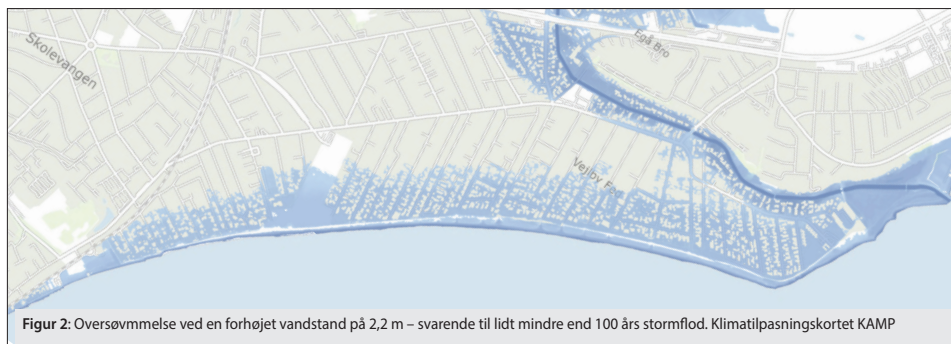 Skolevangen
Egå Bro
Vejlby Fed
Figur 2: Oversøvmmelse ved en forhøjet vandstand på 2,2 m – svarende til lidt mindre end 100 års stormflod. Klimatilpasningskortet KAMP